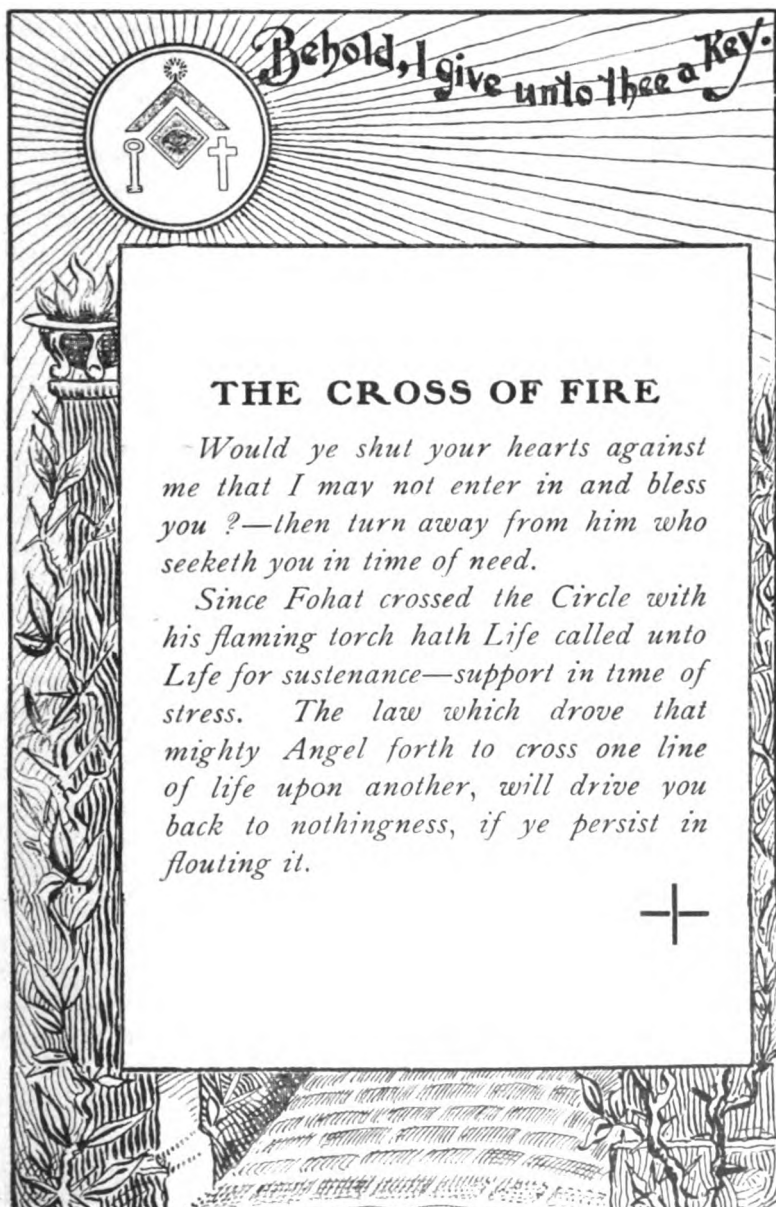 Behold, I give unto thee a Key.
THE CROSS OF FIRE
Would ye shut your hearts against
me that I may not enter in and bless
you ?—then turn away from him who
seeketh you in time of need.
Since Fohat crossed the Circle with
his flaming torch hath Life called unto
Life for sustenance—support in time of
stress. The law which drove that
mighty Angel forth to cross one line
of life upon another, will drive you
back to nothingness, if ye persist in
flouting it.